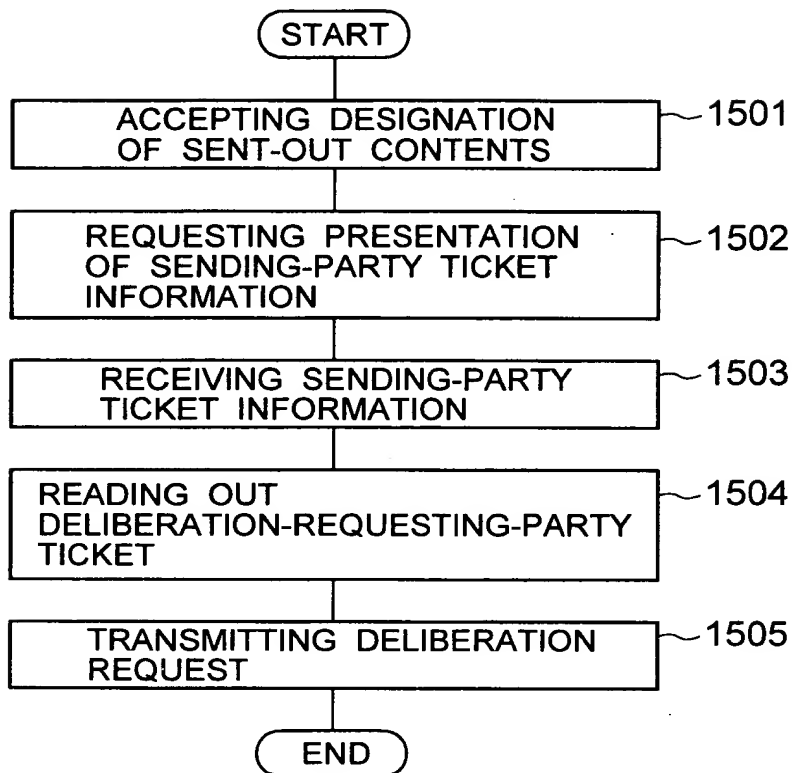 START
ACCEPTING DESIGNATION
OF SENT-OUT CONTENTS
1501
REQUESTING PRESENTATION
OF SENDING-PARTY TICKET
INFORMATION
1502
RECEIVING SENDING-PARTY
TICKET INFORMATION
1503
READING OUT
DELIBERATION-REQUESTING-PARTY
TICKET
1504
TRANSMITTING DELIBERATION
REQUEST
1505
END